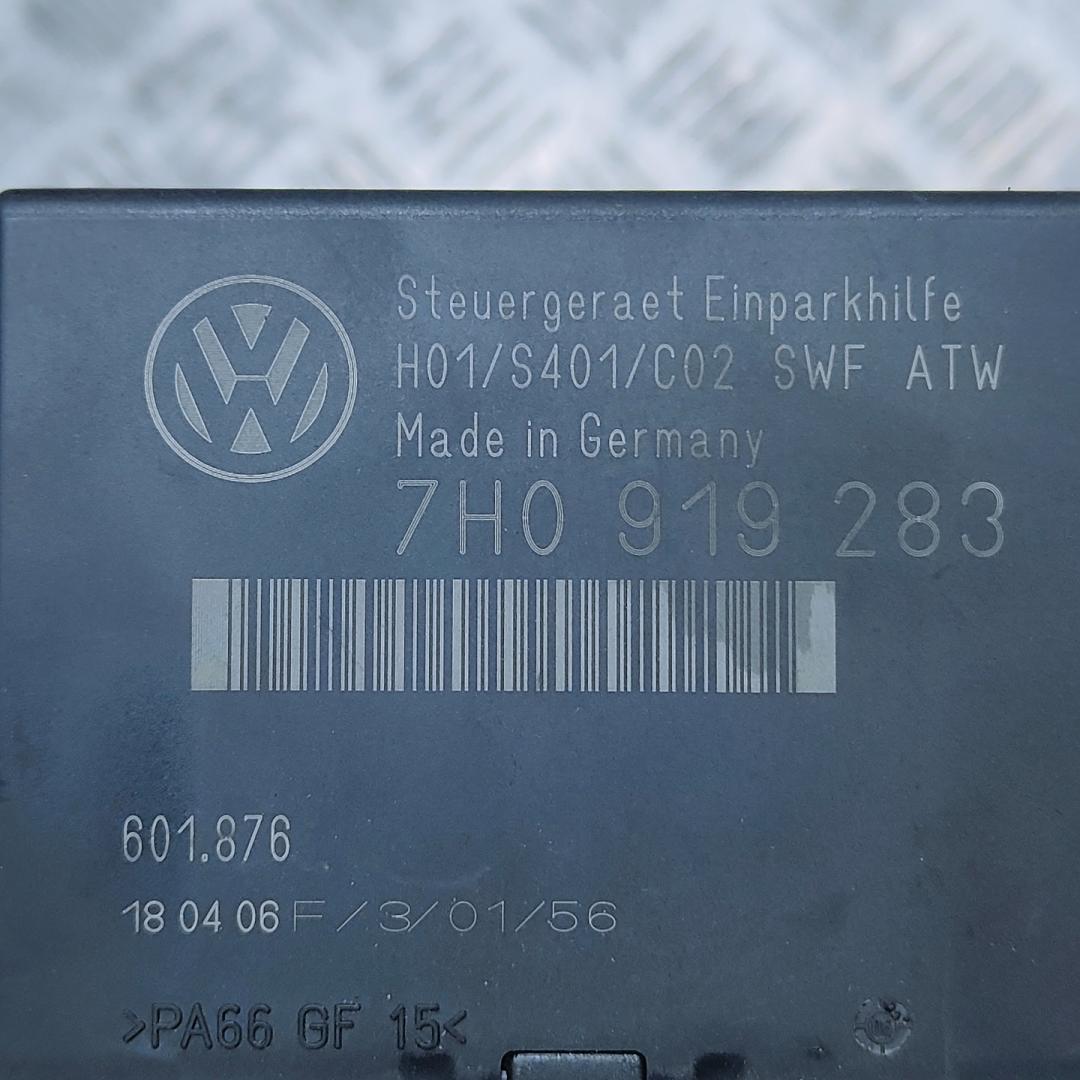 Steuergeraet Einparkhilfe
H01/S401/C02 SWF ATW
Made in Germany
7H0 919 283
601.876
18 04 06 F/3/01/56
>PA66 GF 15<